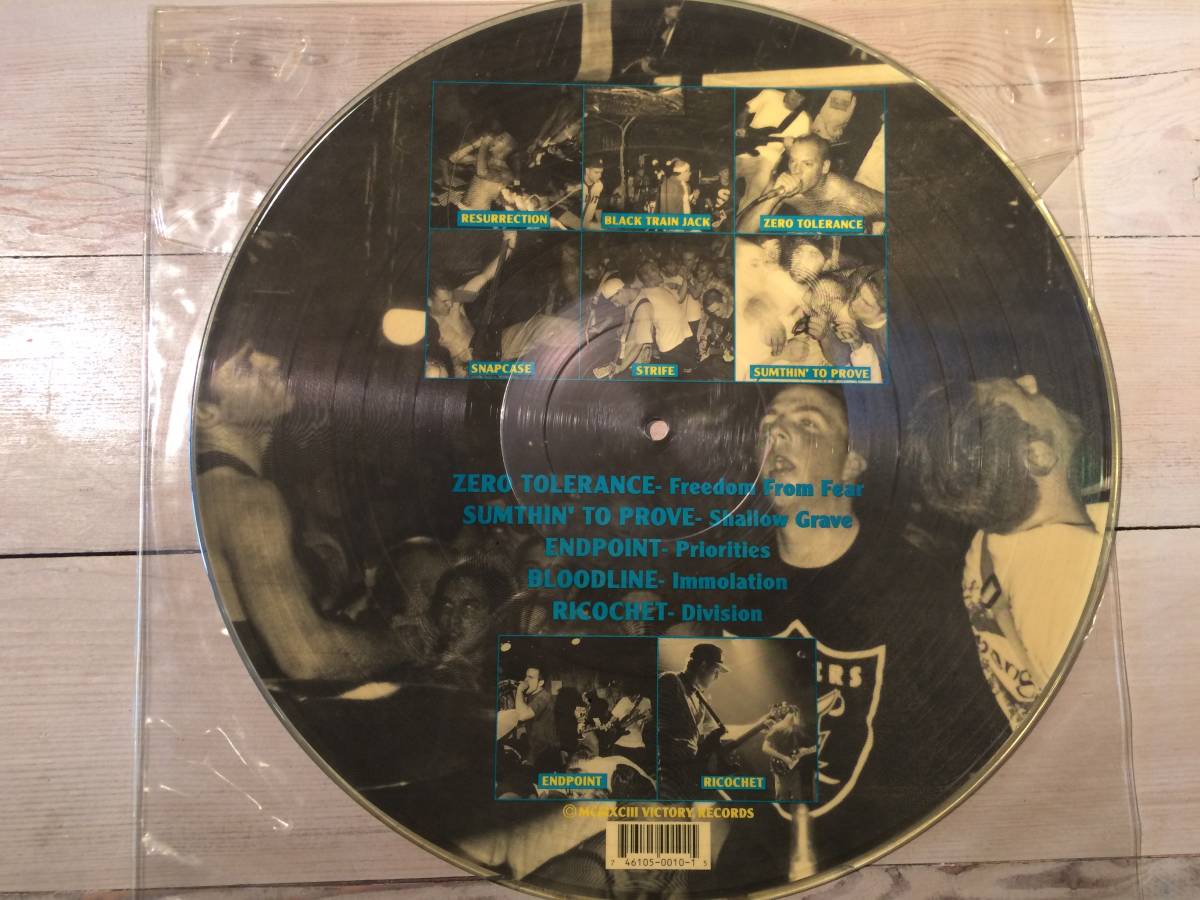 RESURRECTION
BLACK TRAIN JACK
ZERO TOLERANCE
SNAPCASE
STRIFE
SUMTHIN' TO PROVE
ZERO TOLERANCE- Freedom From Fear
SUMTHIN' TO PROVE- Shallow Grave
ENDPOINT- Priorities
BLOODLINE- Immolation
RICOCHET- Division
ENDPOINT
RICOCHET
©MCMXCIII VICTORY RECORDS
7 46105-0010-1 5